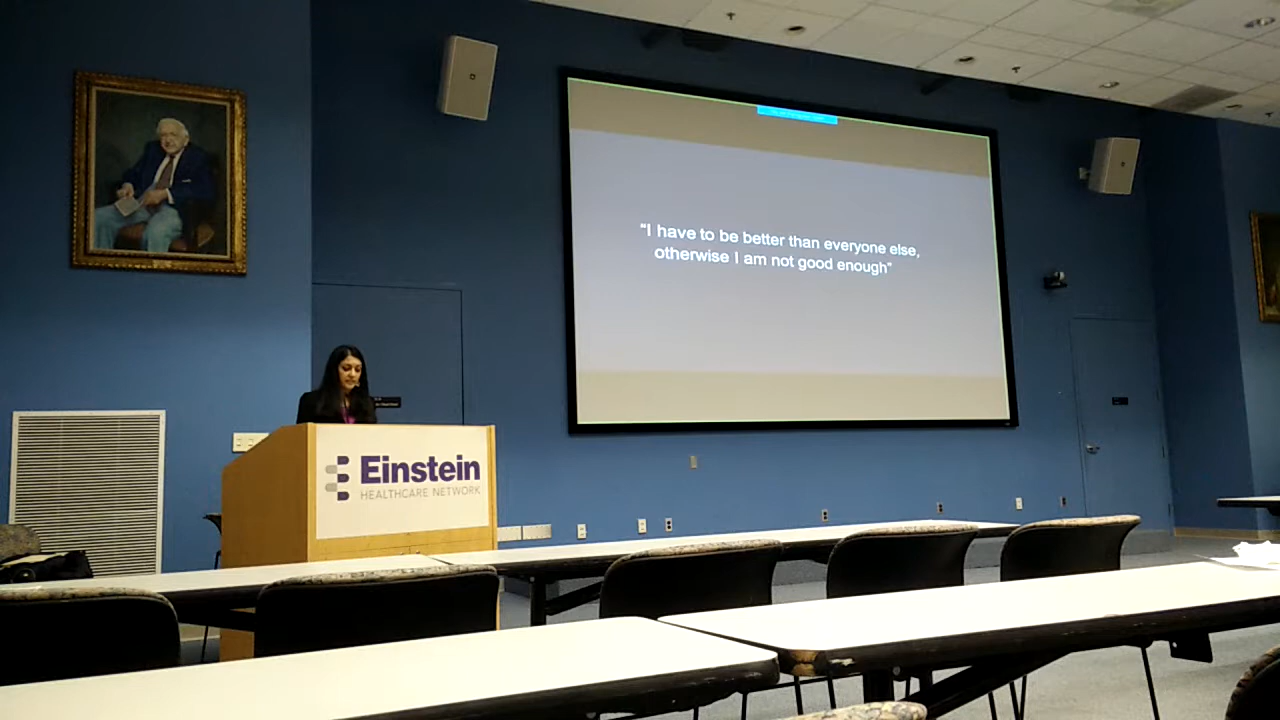 “I have to be better than everyone else,
otherwise I am not good enough”
Einstein
HEALTHCARE NETWORK